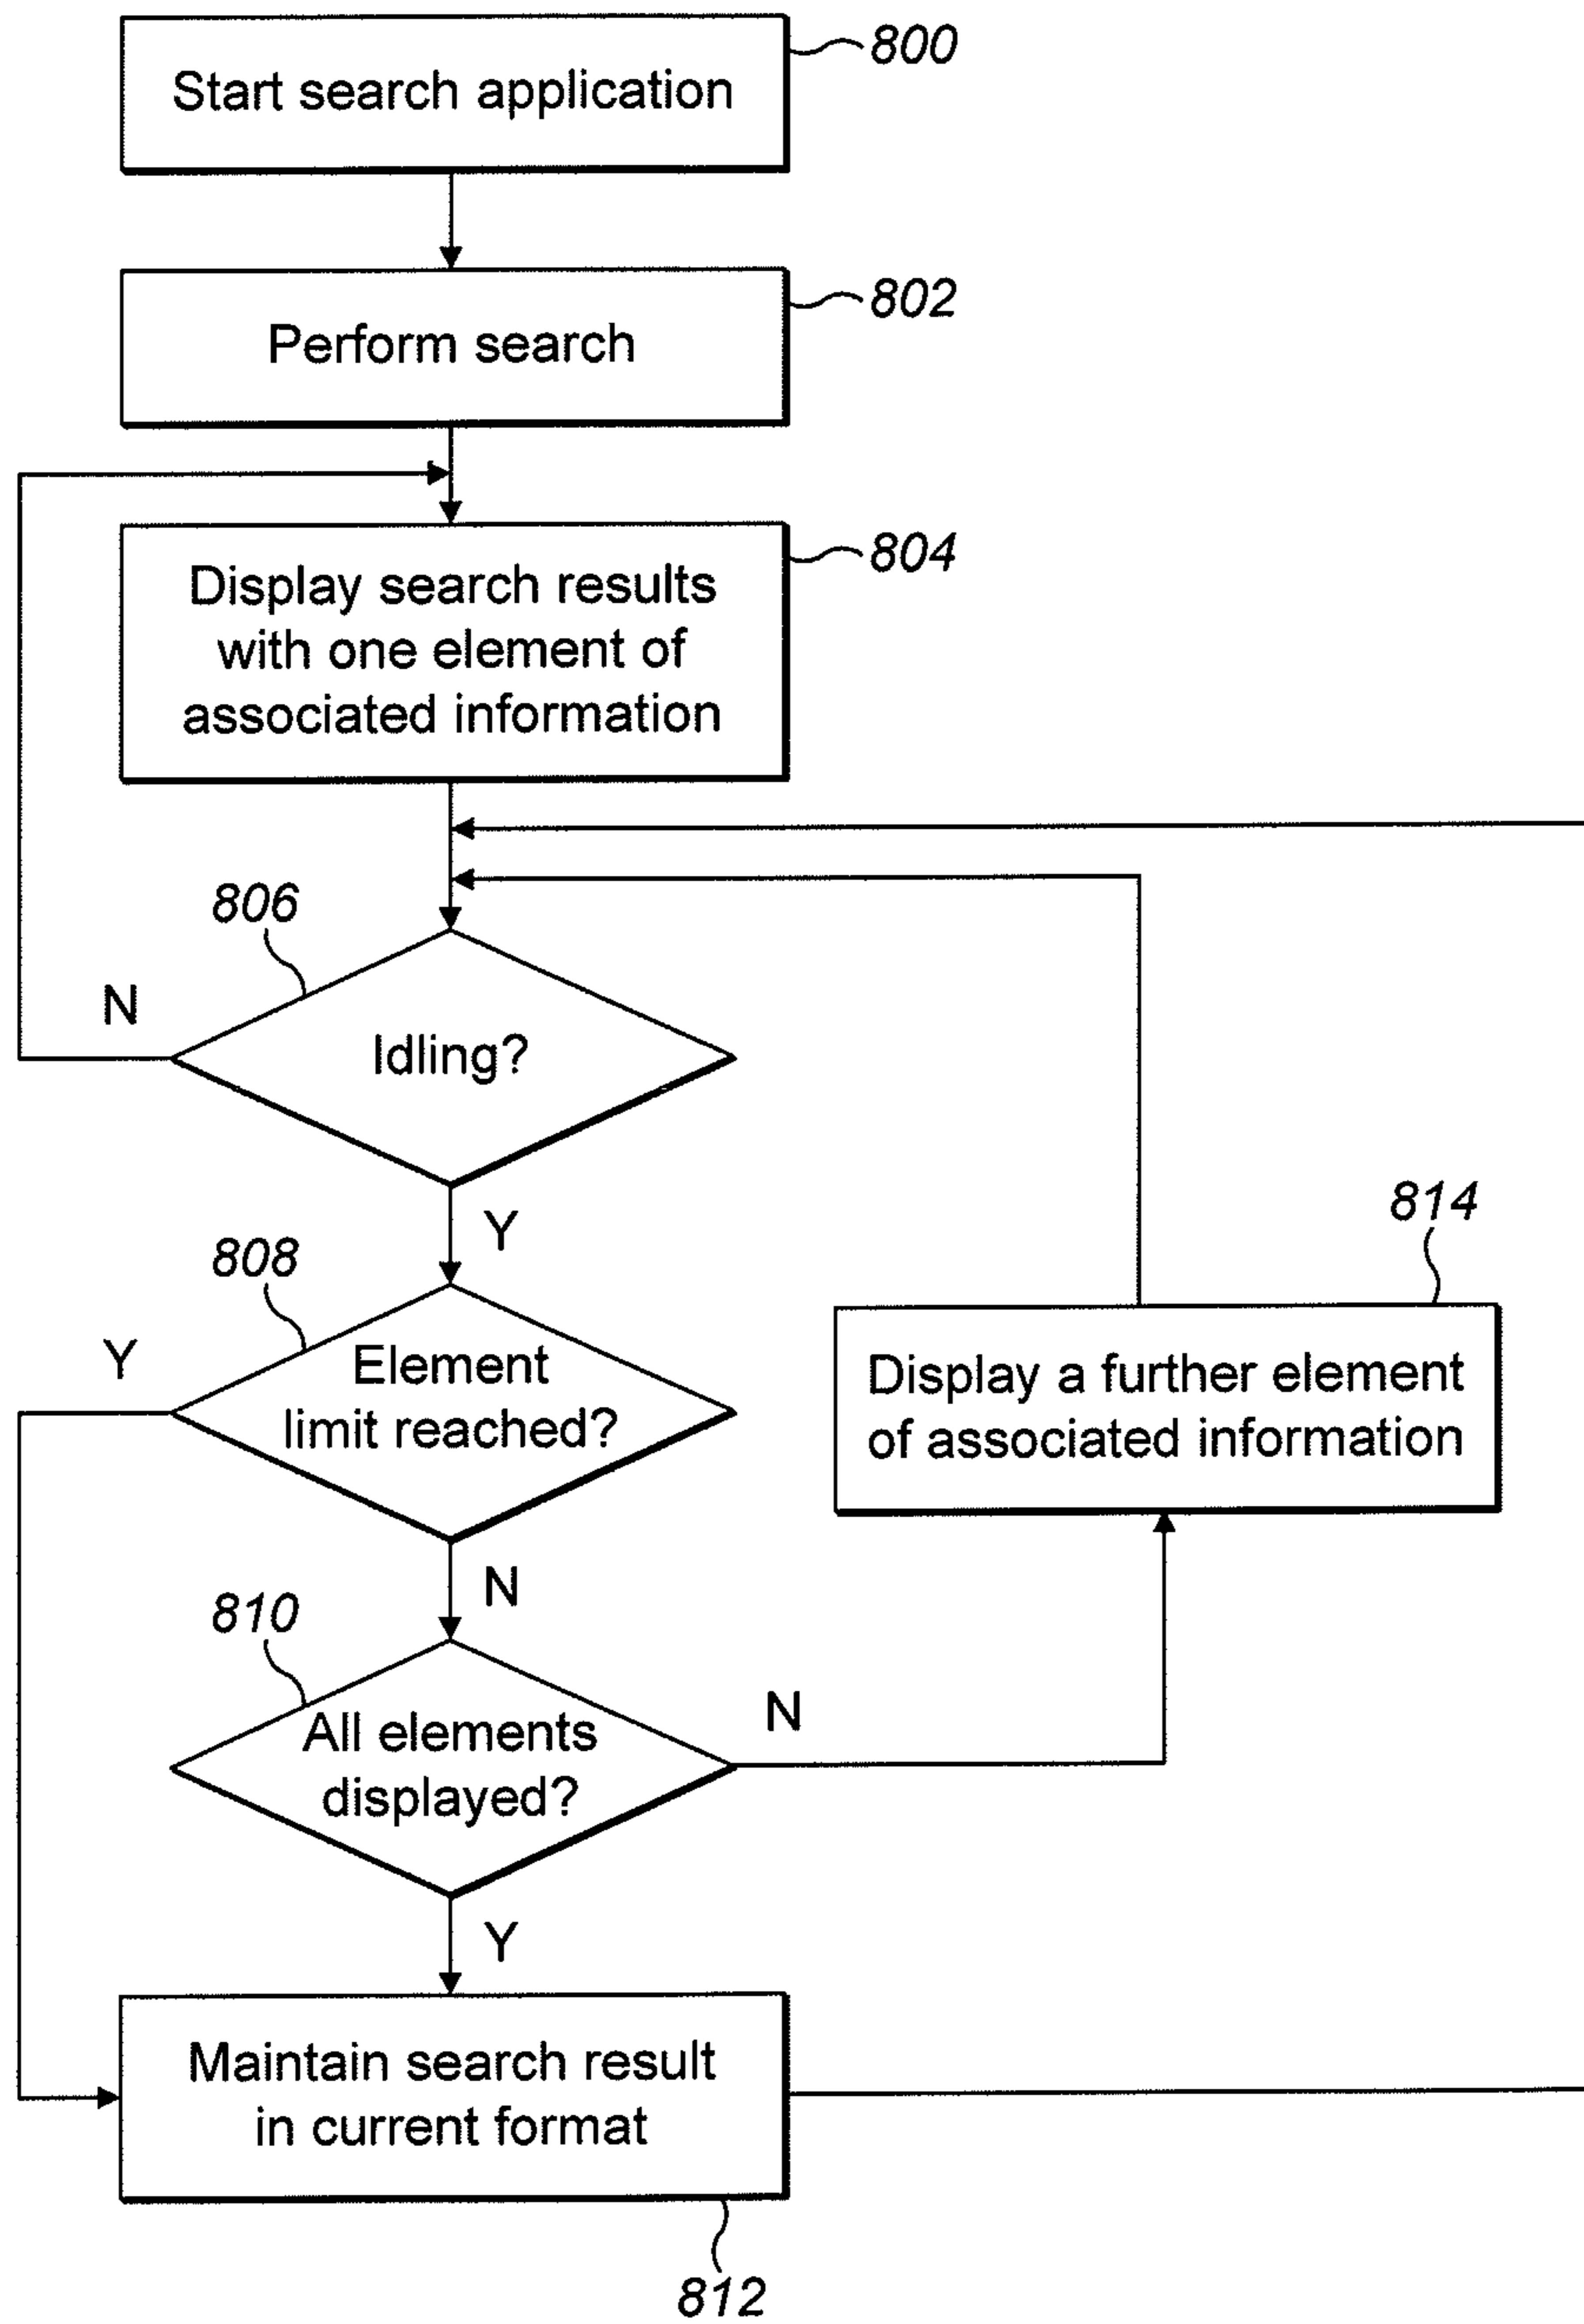 800
Start search application
802
Perform search
804
Display search results
with one element of
associated information
806
N
Idling?
Y
814
808
Y
Element
limit reached?
Display a further element
of associated information
N
810
N
All elements
displayed?
Y
Maintain search result
in current format
812